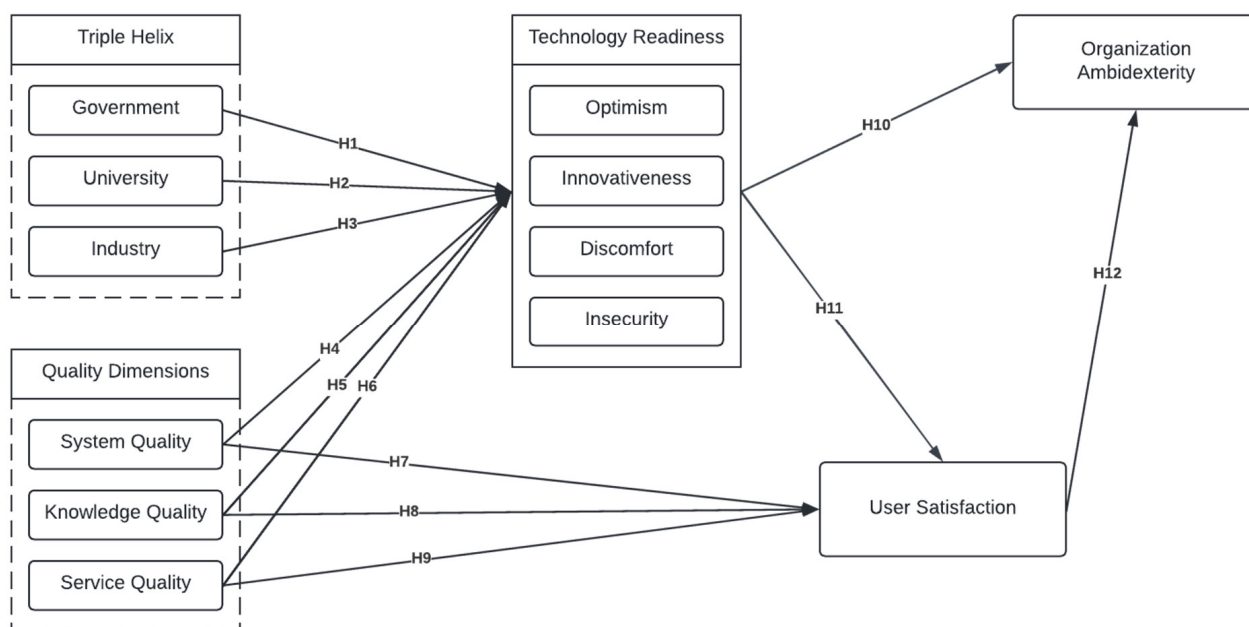 Triple Helix
Government
University
Industry
Technology Readiness
Optimism
Innovativeness
Discomfort
Insecurity
Organization
Ambidexterity
H1
H2
H3
H10
H11
H12
H4
H5
H6
Quality Dimensions
System Quality
Knowledge Quality
Service Quality
H7
H8
H9
User Satisfaction